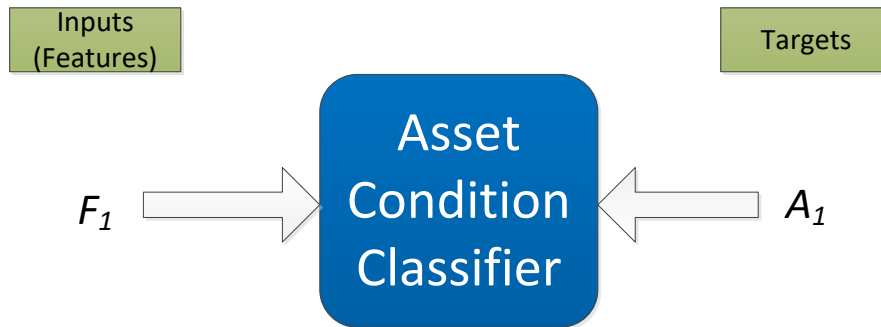 Inputs
(Features)
Targets
Asset
Condition
Classifier
F1
A1